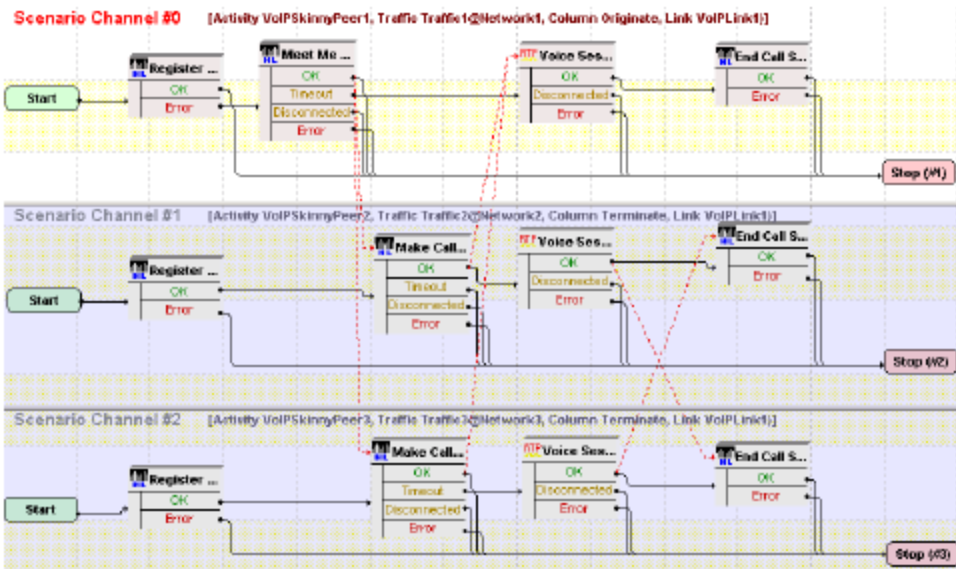 Scenario Channel #0 [Activity VoIPSkinnyPeer1, Traffic Traffic1@Network1, Column Originate, Link VoIPLink1)]
Start
Register ...
OK
Error
Meet Me ...
OK
Timeout
Disconnected
Error
Voice Ses...
OK
Disconnected
Error
End Call S...
OK
Error
Stop (#1)
Scenario Channel #1 [Activity VoIPSkinnyPeer2, Traffic Traffic2@Network2, Column Terminate, Link VoIPLink1)]
Start
Register ...
OK
Error
Make Call...
OK
Timeout
Disconnected
Error
Voice Ses...
OK
Disconnected
Error
End Call S...
OK
Error
Stop (#2)
Scenario Channel #2 [Activity VoIPSkinnyPeer3, Traffic Traffic3@Network3, Column Terminate, Link VoIPLink1)]
Start
Register ...
OK
Error
Make Call...
OK
Timeout
Disconnected
Error
Voice Ses...
OK
Disconnected
Error
End Call S...
OK
Error
Stop (#3)